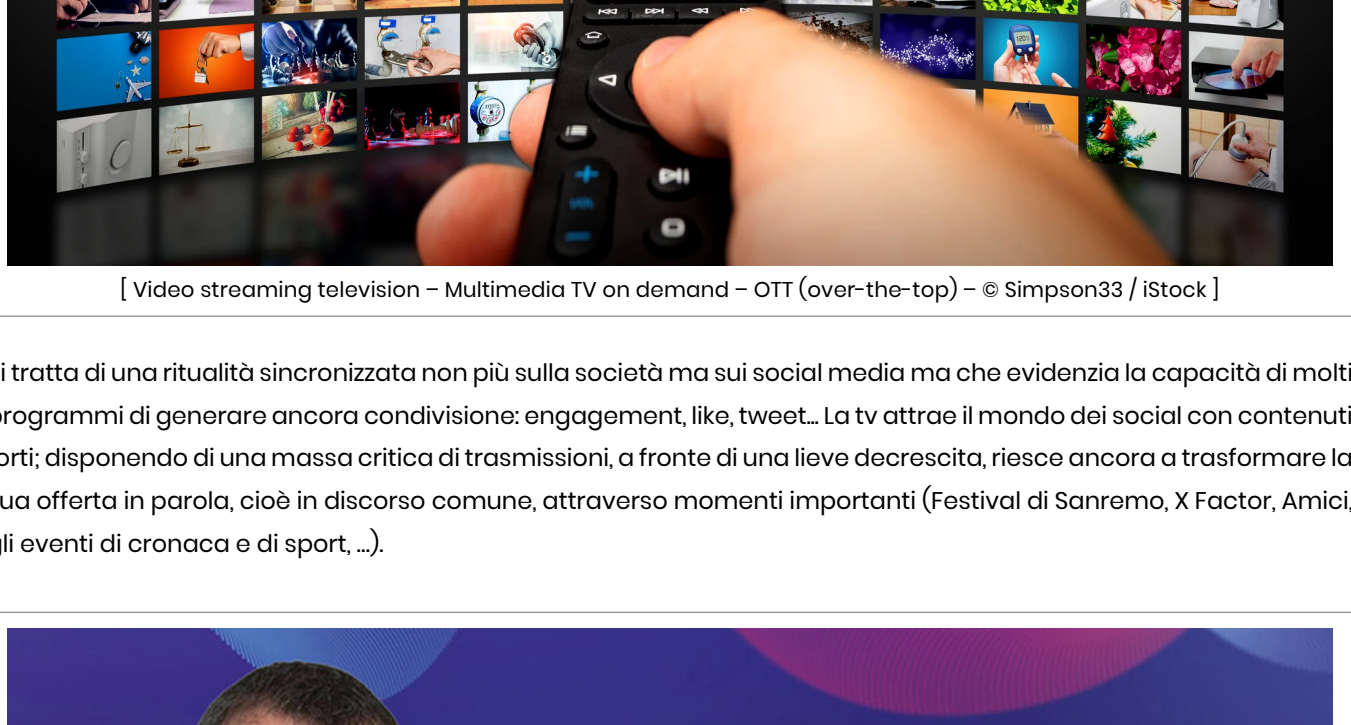 VOL
120
[ Video streaming television – Multimedia TV on demand – OTT (over-the-top) – © Simpson33 / iStock ]
i tratta di una ritualità sincronizzata non più sulla società ma sui social media ma che evidenzia la capacità di molti
programmi di generare ancora condivisione: engagement, like, tweet... La tv attrae il mondo dei social con contenuti
orti; disponendo di una massa critica di trasmissioni, a fronte di una lieve decrescita, riesce ancora a trasformare la
ua offerta in parola, cioè in discorso comune, attraverso momenti importanti (Festival di Sanremo, X Factor, Amici,
gli eventi di cronaca e di sport, ...).